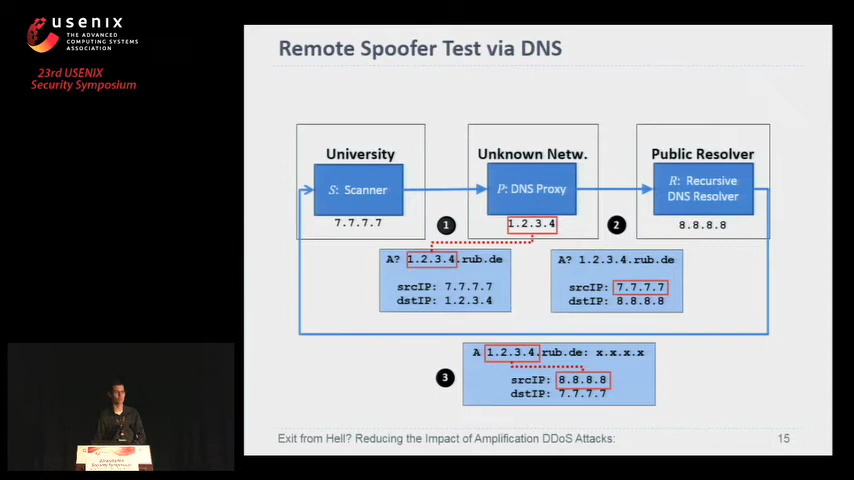 usenix
THE ADVANCED
COMPUTING SYSTEMS
ASSOCIATION
23rd USENIX
Security Symposium
Remote Spoofer Test via DNS
University
Unknown Netw.
Public Resolver
S: Scanner
P: DNS Proxy
R: Recursive
DNS Resolver
7.7.7.7
1.2.3.4
8.8.8.8
1
2
A? 1.2.3.4.rub.de
srcIP: 7.7.7.7
dstIP: 1.2.3.4
A? 1.2.3.4.rub.de
srcIP: 7.7.7.7
dstIP: 8.8.8.8
3
A 1.2.3.4.rub.de: x.x.x.x
srcIP: 8.8.8.8
dstIP: 7.7.7.7
Exit from Hell? Reducing the Impact of Amplification DDoS Attacks:
15